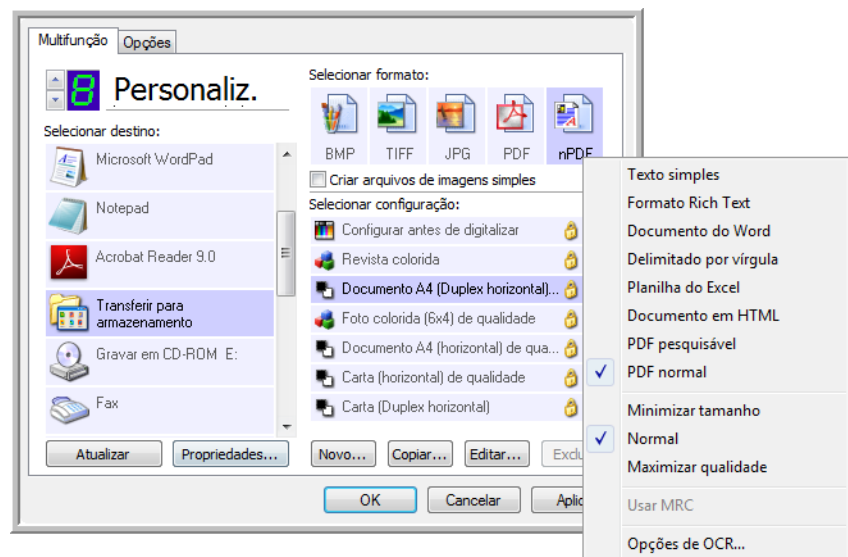 Multifunção
Opções
8
Personaliz.
Selecionar destino:
Microsoft WordPad
Notepad
Acrobat Reader 9.0
Transferir para
armazenamento
Gravar em CD-ROM E:
Fax
Atualizar
Propriedades...
Selecionar formato:
BMP
TIFF
JPG
PDF
nPDF
Criar arquivos de imagens simples
Selecionar configuração:
Configurar antes de digitalizar
Revista colorida
Documento A4 (Duplex horizontal)...
Foto colorida (6x4) de qualidade
Documento A4 (horizontal) de qua...
Carta (horizontal) de qualidade
Carta (Duplex horizontal)
Novo...
Copiar...
Editar...
Exclu
OK
Cancelar
Aplic
Texto simples
Formato Rich Text
Documento do Word
Delimitado por vírgula
Planilha do Excel
Documento em HTML
PDF pesquisável
PDF normal
Minimizar tamanho
Normal
Maximizar qualidade
Usar MRC
Opções de OCR...